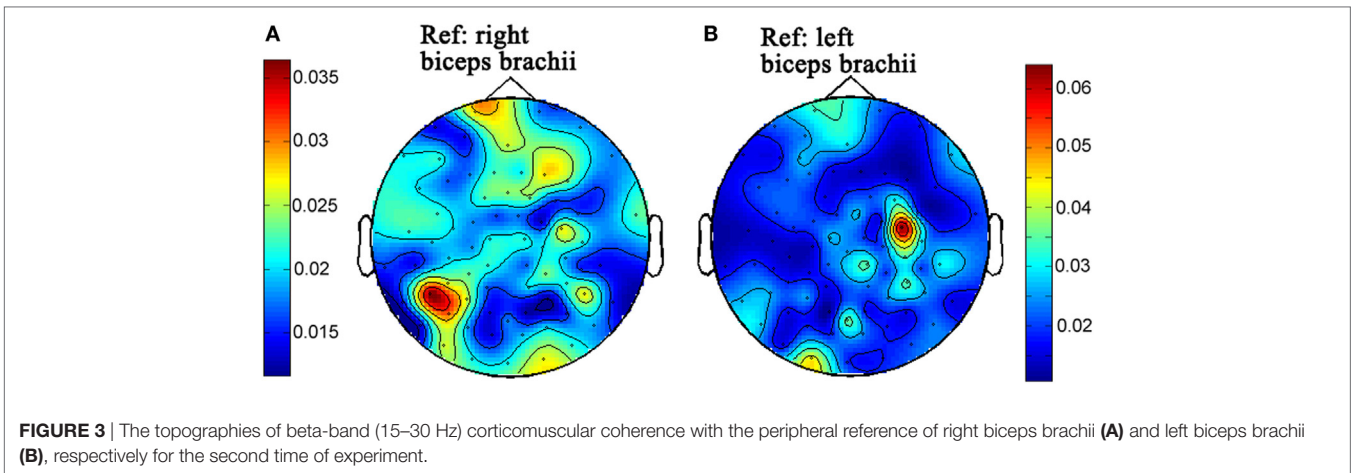 A
Ref: right
biceps brachii
B
Ref: left
biceps brachii
0.035
0.03
0.025
0.02
0.015
0.06
0.05
0.04
0.03
0.02
FIGURE 3 | The topographies of beta-band (15–30 Hz) corticomuscular coherence with the peripheral reference of right biceps brachii (A) and left biceps brachii
(B), respectively for the second time of experiment.